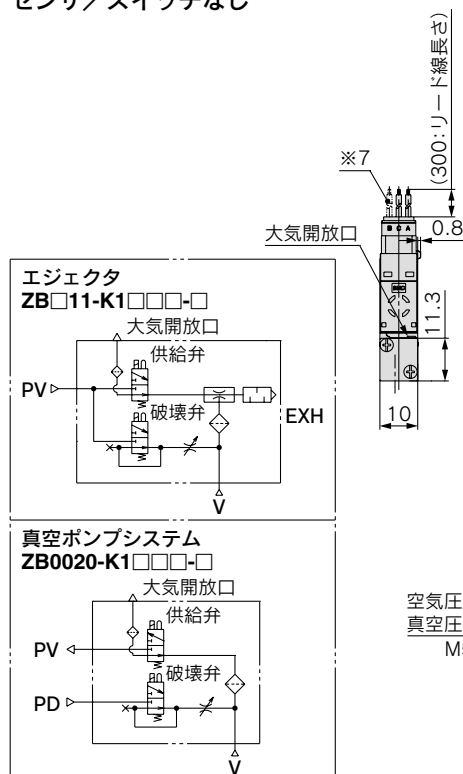 センサ／スイッチなし
(300:リード線長さ)
※7
B C A
0.8
大気開放口
11.3
10
エジェクタ
ZB□11-K1□□□-□
大気開放口
供給弁
PV
破壊弁
EXH
V
真空ポンプシステム
ZB0020-K1□□□-□
大気開放口
供給弁
PV
破壊弁
PD
V
空気圧
真空圧